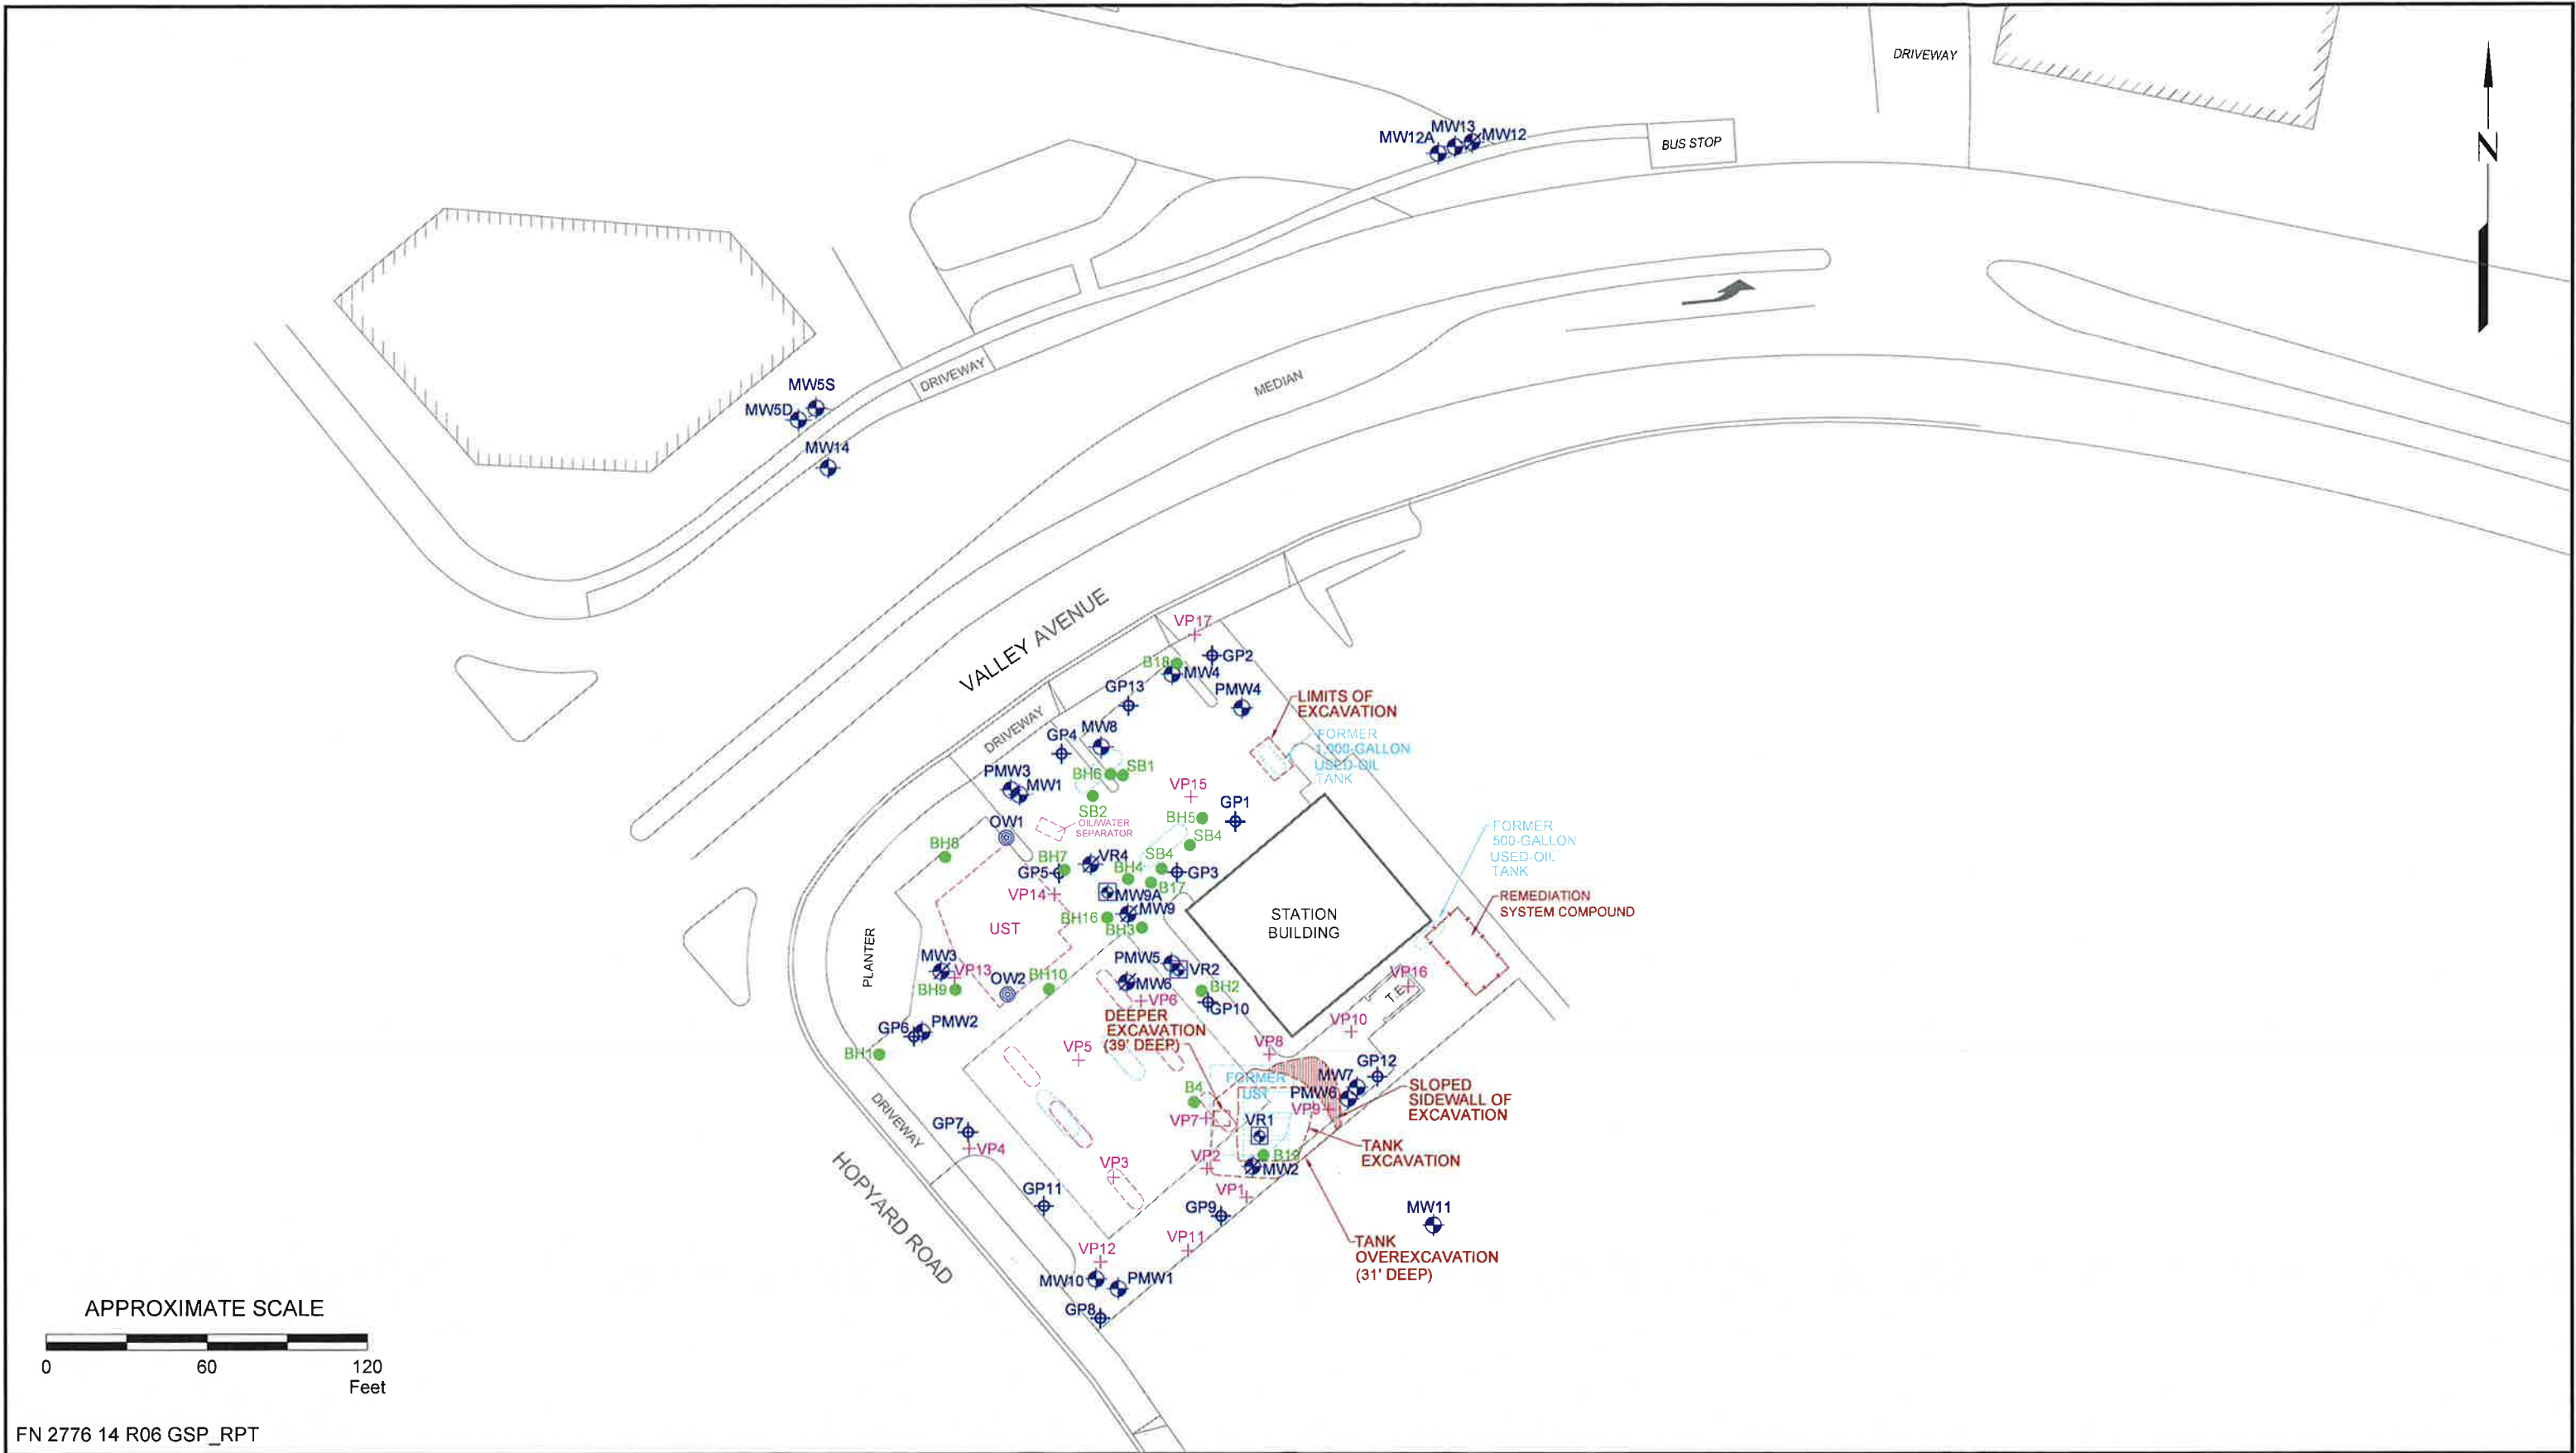 DRIVEWAY
BUS STOP
MW12A
MW13
MW12
N
MW5S
MW5D
MW14
DRIVEWAY
MEDIAN
VALLEY AVENUE
VP17
B18
GP2
MW4
GP13
PMW4
LIMITS OF
EXCAVATION
DRIVEWAY
GP4
MW8
FORMER
1,000-GALLON
USED-OIL
TANK
BH6
SB1
PMW3
MW1
VP15
SB2
GP1
OW1
OIL/WATER
SEPARATOR
BH5
SB4
BH8
BH7
VR4
SB4
GP5
BH4
GP3
B17
VP14
MW9A
MW9
BH16
BH3
UST
STATION
BUILDING
FORMER
500-GALLON
USED-OIL
TANK
REMEDIATION
SYSTEM COMPOUND
PLANTER
MW3
VP13
BH9
OW2
BH10
PMW5
VR2
MW6
VP6
BH2
GP10
VP16
T.E.
GP6
PMW2
BH1
DEEPER
EXCAVATION
(39' DEEP)
VP5
VP8
VP10
GP12
MW7
PMW6
VP9
FORMER
UST
B4
VP7
VR1
SLOPED
SIDEWALL OF
EXCAVATION
DRIVEWAY
GP7
VP4
VP3
VP2
B19
MW2
TANK
EXCAVATION
HOPYARD ROAD
GP11
VP1
GP9
MW11
VP11
VP12
TANK
OVEREXCAVATION
(31' DEEP)
MW10
PMW1
GP8
APPROXIMATE SCALE
0 60 120
Feet
FN 2776 14 R06 GSP_RPT